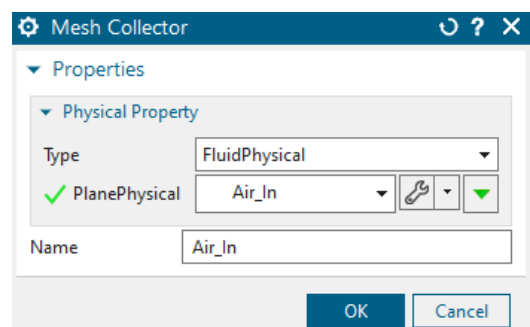 Mesh Collector
Properties
Physical Property
Type FluidPhysical
PlanePhysical Air_In
Name Air_In
OK Cancel